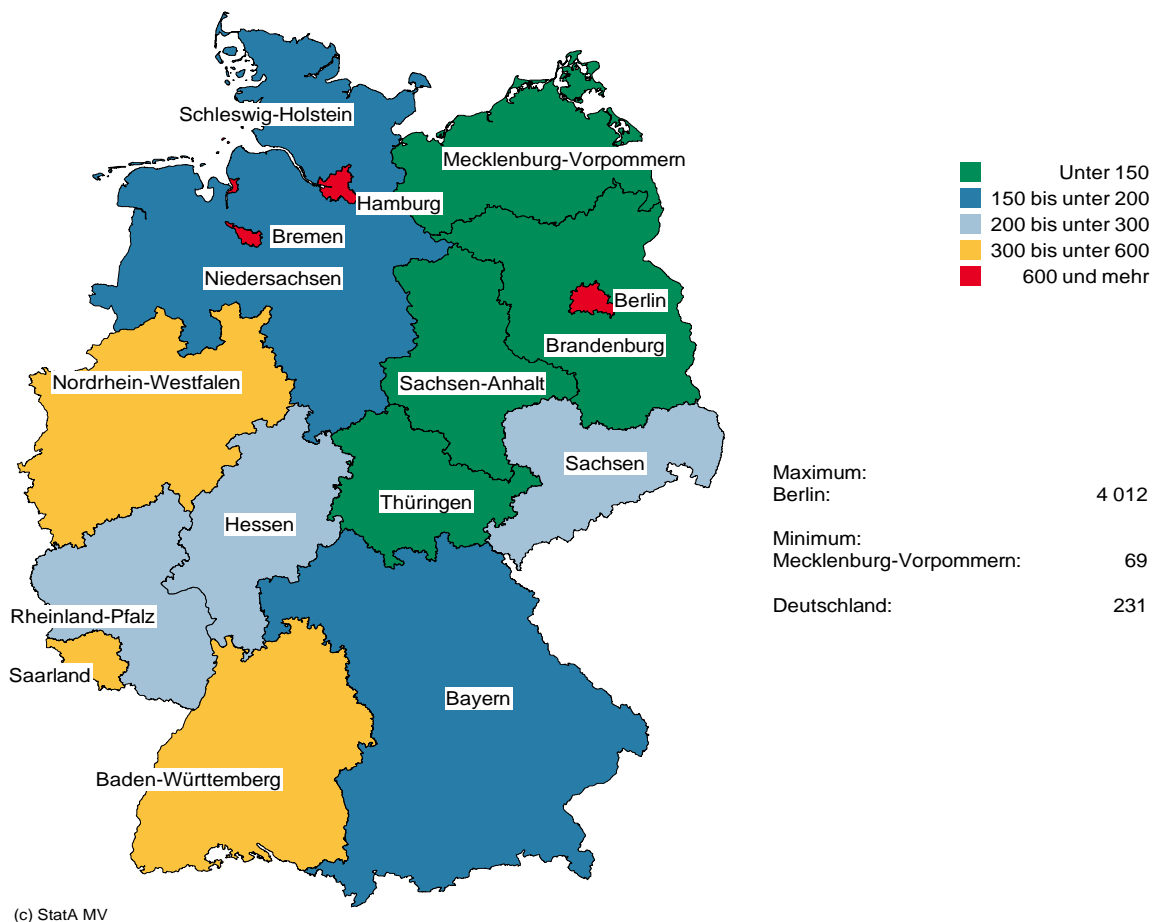 Schleswig-Holstein
Mecklenburg-Vorpommern
Hamburg
Bremen
Niedersachsen
Berlin
Brandenburg
Nordrhein-Westfalen
Sachsen-Anhalt
Sachsen
Thüringen
Hessen
Rheinland-Pfalz
Saarland
Bayern
Baden-Württemberg
Unter 150
150 bis unter 200
200 bis unter 300
300 bis unter 600
600 und mehr
Maximum:
Berlin: 4 012
Minimum:
Mecklenburg-Vorpommern: 69
Deutschland: 231
(c) StatA MV